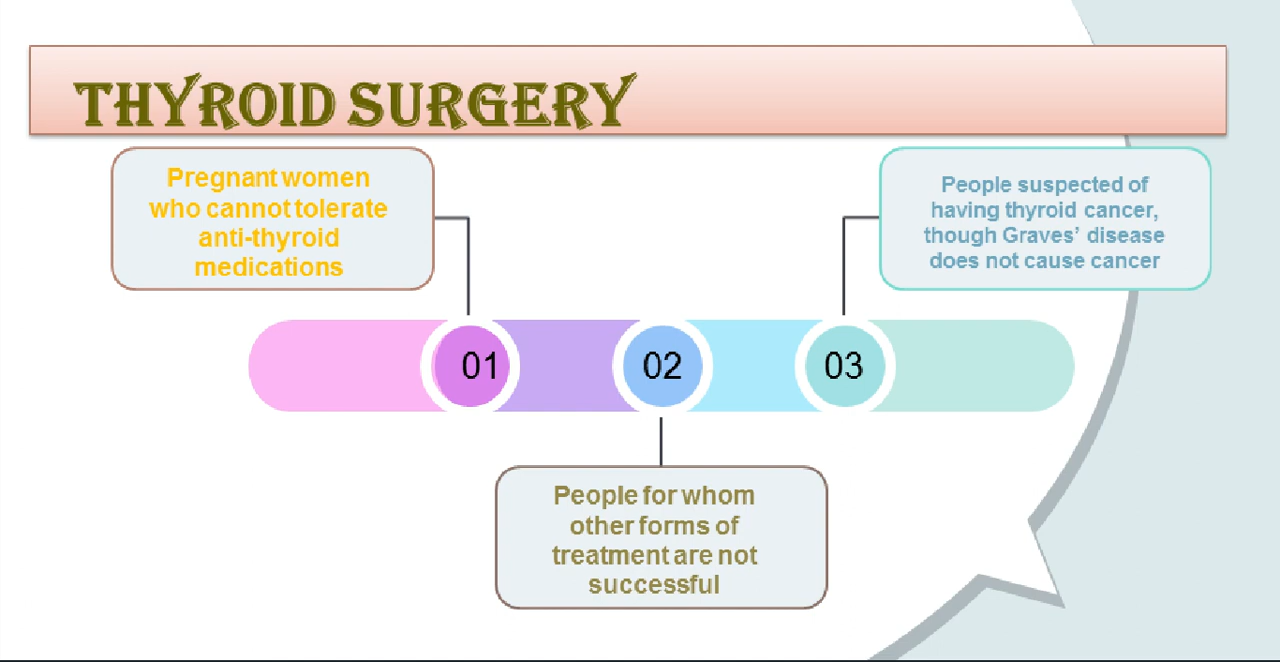 THYROID SURGERY
Pregnant women
who cannot tolerate
anti-thyroid
medications
People suspected of
having thyroid cancer,
though Graves’ disease
does not cause cancer
01
02
03
People for whom
other forms of
treatment are not
successful